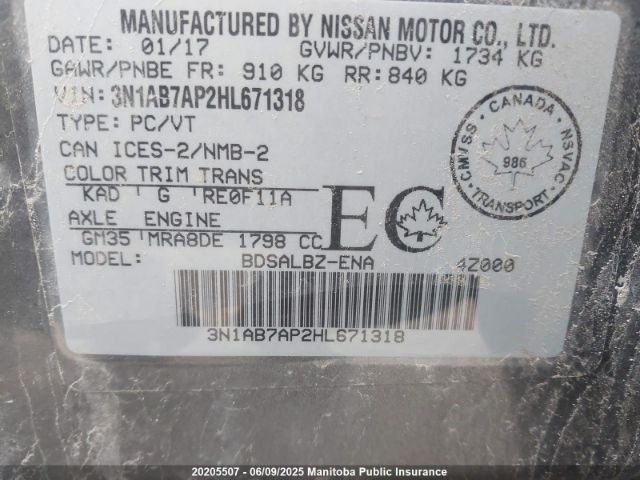 MANUFACTURED BY NISSAN MOTOR CO., LTD.
DATE: 01/17 GVWR/PNBV: 1734 KG
GAWR/PNBE FR: 910 KG RR: 840 KG
VIN: 3N1AB7AP2HL671318
TYPE: PC/VT
CAN ICES-2/NMB-2
COLOR TRIM TRANS
KAD G RE0F11A
AXLE ENGINE
GM35 MRA8DE 1798 CC
MODEL: BDSALBZ-ENA 4Z000
EC
CANADA
CMVSS NSVAC
986
TRANSPORT
3N1AB7AP2HL671318
20205507 - 06/09/2025 Manitoba Public Insurance